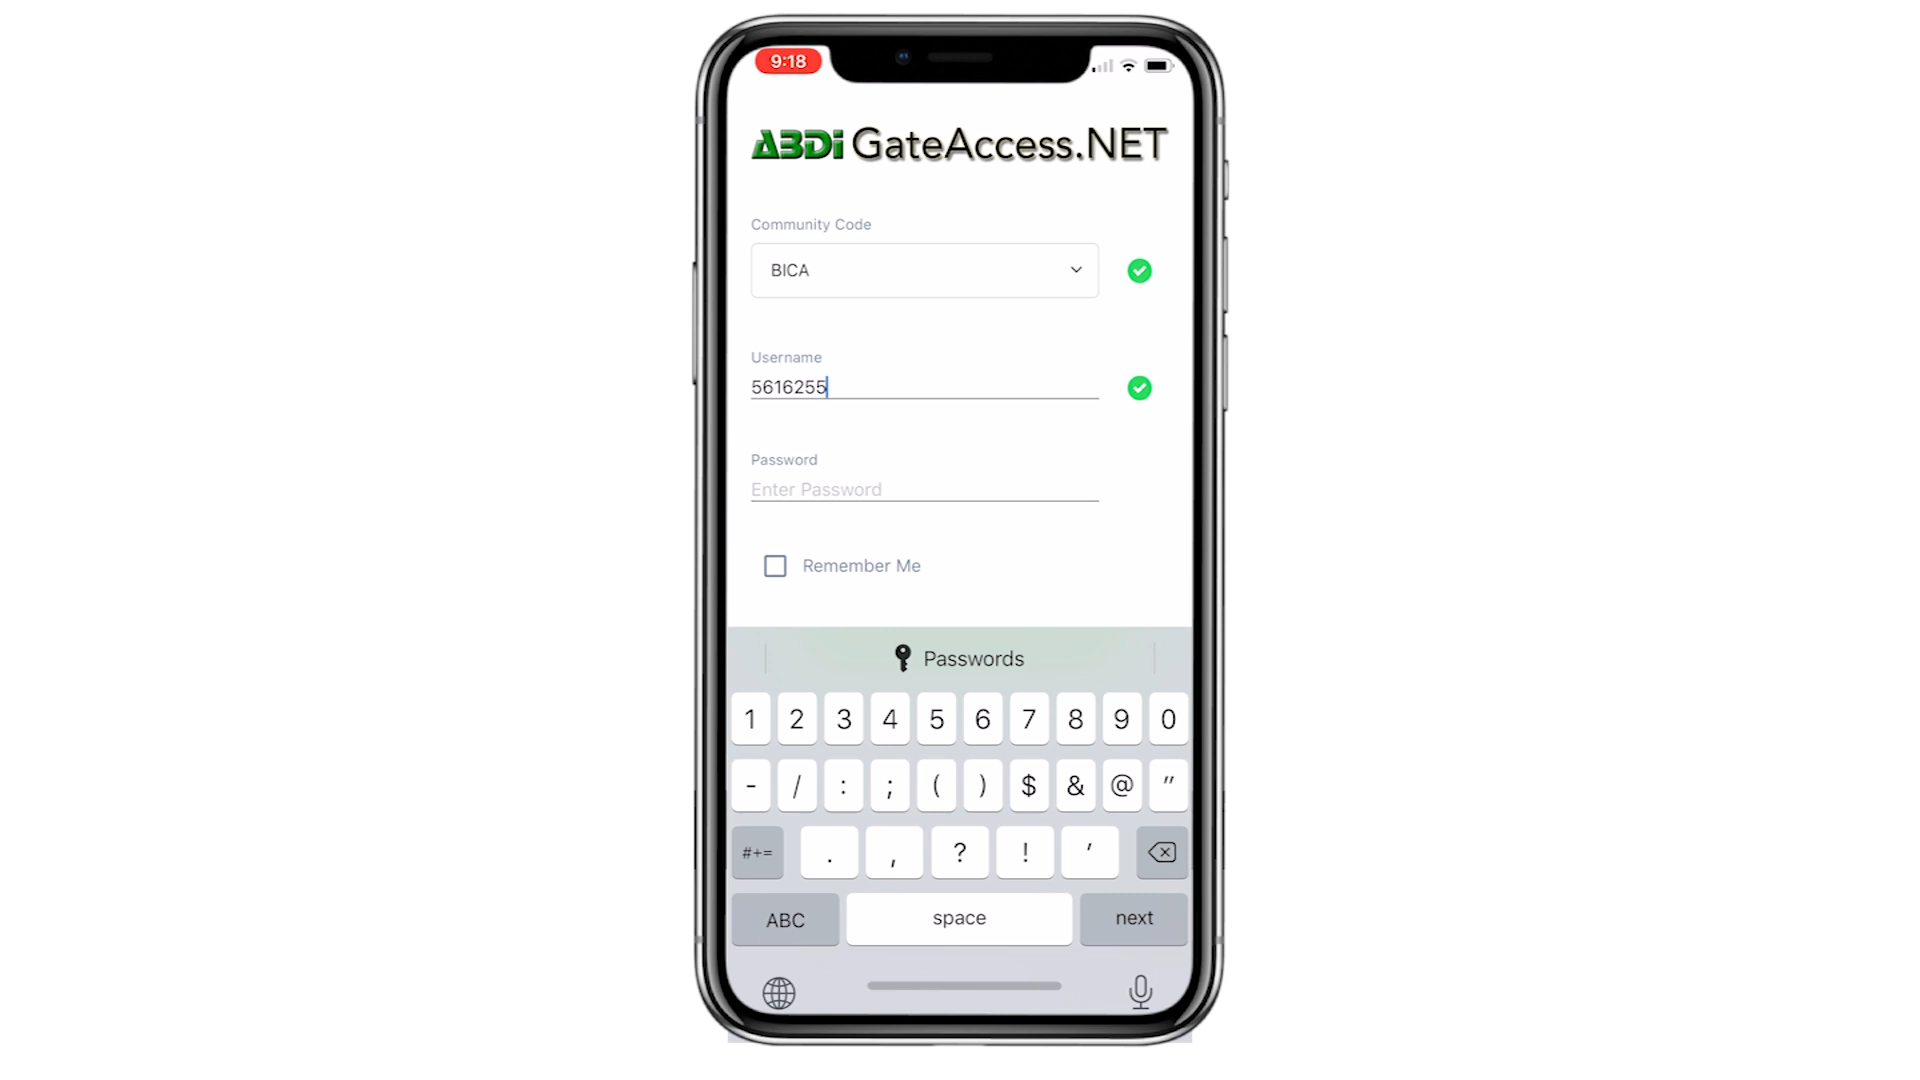 9:18
ABDi GateAccess.NET
Community Code
BICA
Username
5616255
Password
Enter Password
Remember Me
Passwords
1 2 3 4 5 6 7 8 9 0
- / : ; ( ) $ & @ "
#+= . , ? ! '
ABC space next